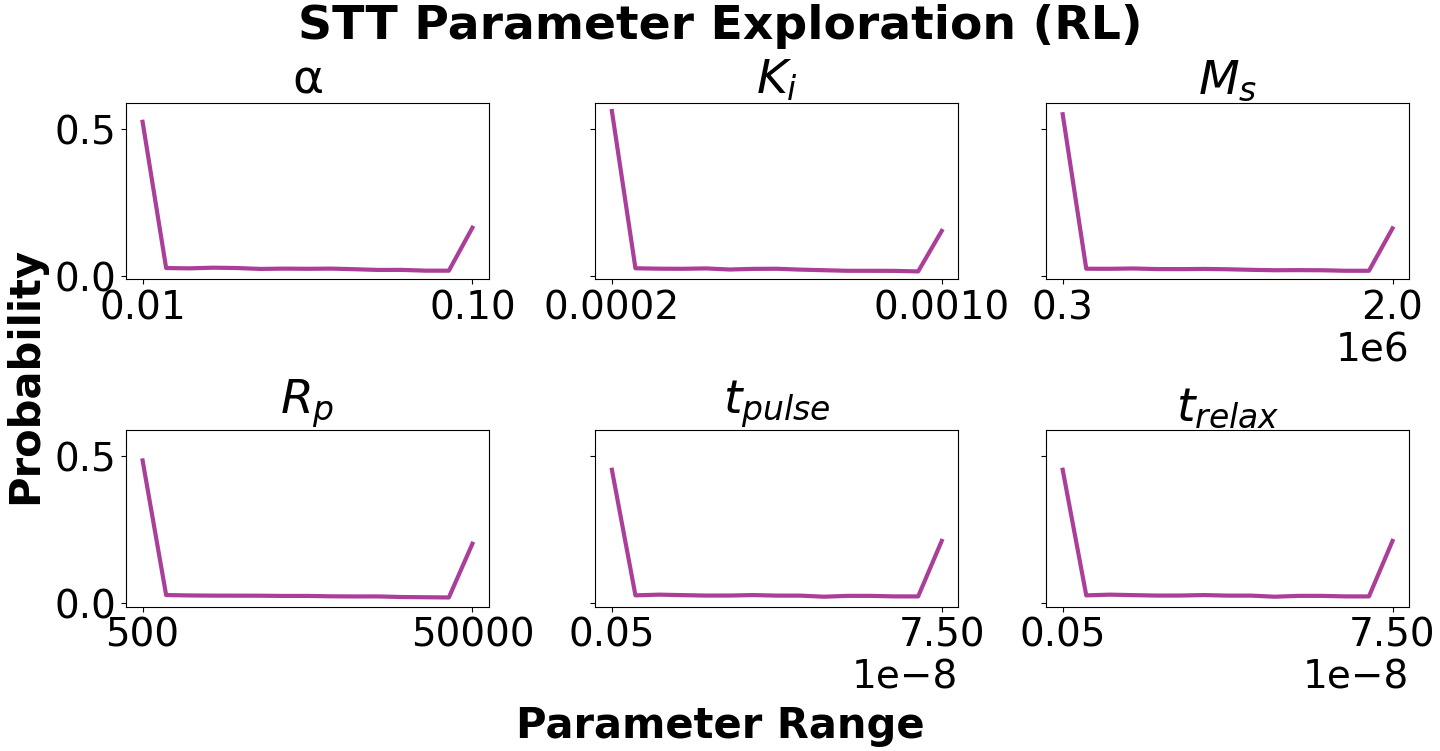 STT Parameter Exploration (RL)
α
K_i
M_s
0.5
0.0
0.01 0.10
0.0002 0.0010
0.3 2.0
1e6
Probability
R_p
t_pulse
t_relax
0.5
0.0
500 50000
0.05 7.50
1e−8
0.05 7.50
1e−8
Parameter Range